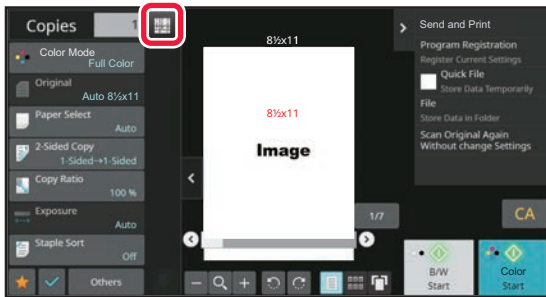 Copies 1
Color Mode
Full Color
Original
Auto 8½x11
Paper Select
Auto
2-Sided Copy
1-Sided→1-Sided
Copy Ratio
100 %
Exposure
Auto
Staple Sort
Off
Others
8½x11
8½x11
Image
1/7
Send and Print
Program Registration
Register Current Settings
Quick File
Store Data Temporarily
File
Store Data in Folder
Scan Original Again
Without change Settings
CA
B/W
Start
Color
Start